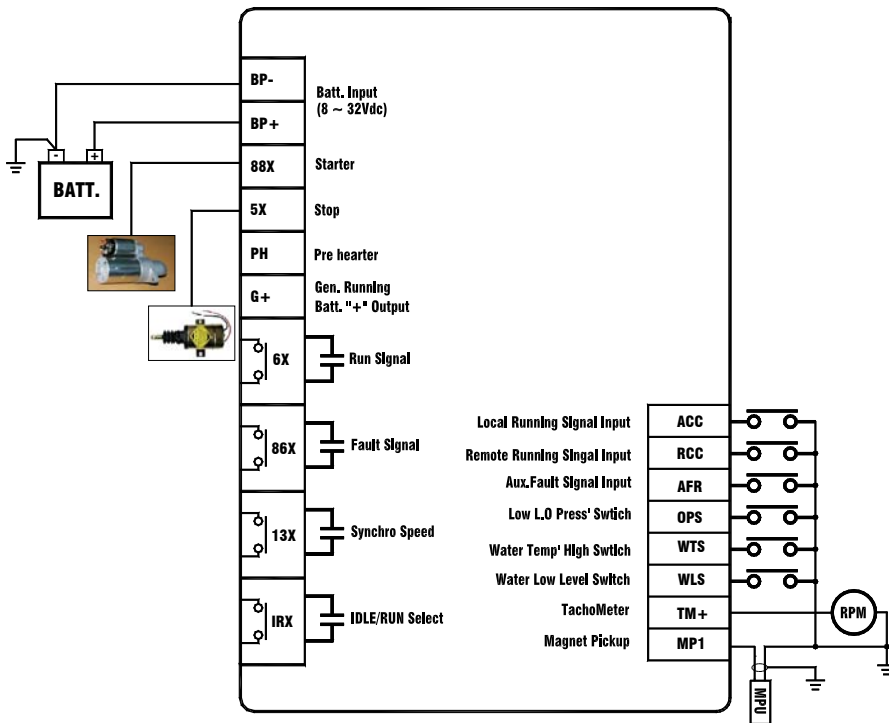 BP-
Batt. Input
(8 ~ 32Vdc)
BP+
- +
BATT.
88X
Starter
5X
Stop
PH
Pre hearter
G+
Gen. Running
Batt. "+" Output
6X
Run Signal
86X
Fault Signal
13X
Synchro Speed
IRX
IDLE/RUN Select
Local Running Signal Input
ACC
Remote Running Singal Input
RCC
Aux.Fault Signal Input
AFR
Low L.O Press' Swtich
OPS
Water Temp' High Swtich
WTS
Water Low Level Switch
WLS
TachoMeter
TM+
RPM
Magnet Pickup
MP1
MPU